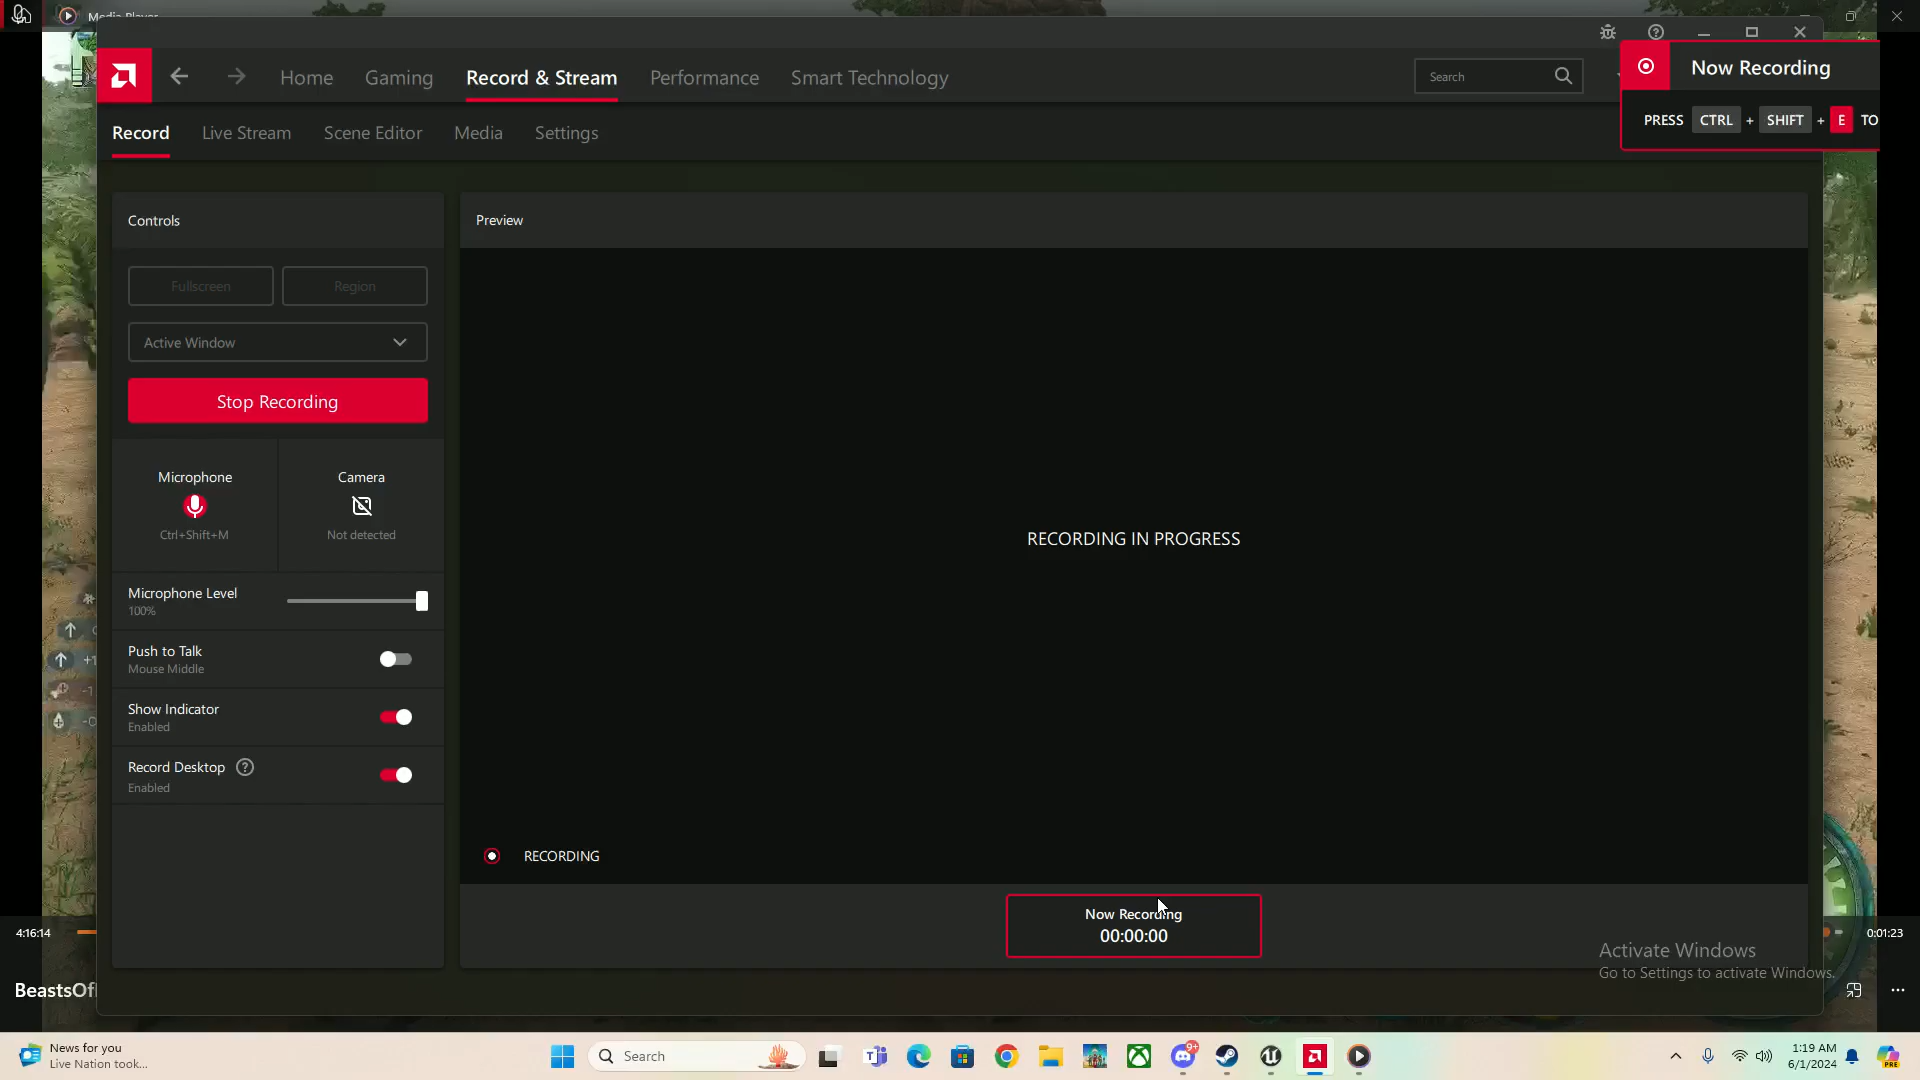 Media Player
Home
Gaming
Record & Stream
Performance
Smart Technology
Search
Now Recording
PRESS CTRL + SHIFT + E TO
Record
Live Stream
Scene Editor
Media
Settings
Controls
Preview
Fullscreen
Region
Active Window
Stop Recording
Microphone
Ctrl+Shift+M
Camera
Not detected
Microphone Level
100%
Push to Talk
Mouse Middle
Show Indicator
Enabled
Record Desktop
Enabled
RECORDING IN PROGRESS
RECORDING
Now Recording
00:00:00
4:16:14
0:01:23
Activate Windows
Go to Settings to activate Windows.
News for you
Live Nation took...
Search
9+
1:19 AM
6/1/2024
PRE